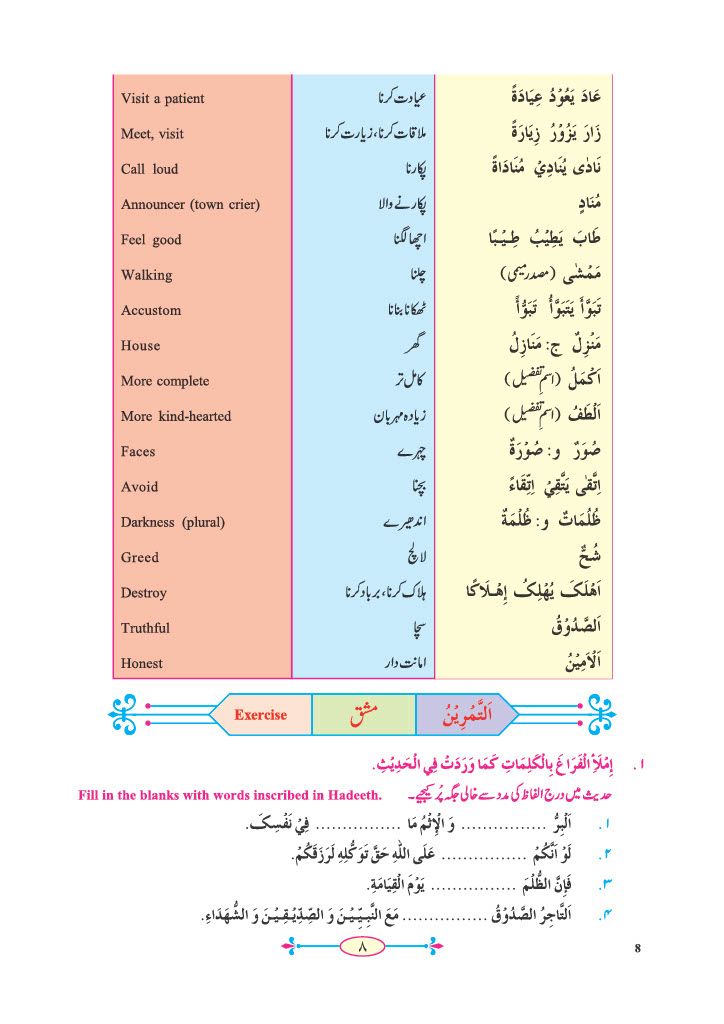 Visit a patient عیادت کرنا عَادَ يَعُوْدُ عِيَادَةً
Meet, visit ملاقات کرنا، زیارت کرنا زَارَ يَزُوْرُ زِيَارَةً
Call loud پکارنا نَادٰى يُنَادِيْ مُنَادَاةً
Announcer (town crier) پکارنے والا مُنَادٍ
Feel good اچھا لگنا طَابَ يَطِيْبُ طِيْبًا
Walking چلنا مَمْشٰى (مصدر میمی)
Accustom ٹھکانا بنانا تَبَوَّأَ يَتَبَوَّأُ تَبَوُّأً
House گھر مَنْزِلٌ ج: مَنَازِلُ
More complete کامل تر اَكْمَلُ (اسمِ تفضیل)
More kind-hearted زیادہ مہربان اَلْطَفُ (اسمِ تفضیل)
Faces چہرے صُوَرٌ و: صُوْرَةٌ
Avoid بچنا اِتَّقٰى يَتَّقِيْ اِتِّقَاءً
Darkness (plural) اندھیرے ظُلُمَاتٌ و: ظُلْمَةٌ
Greed لالچ شُحٌّ
Destroy ہلاک کرنا، برباد کرنا اَهْلَکَ يُهْلِکُ إِهْلَاکًا
Truthful سچا اَلصَّدُوْقُ
Honest امانت دار اَلْاَمِيْنُ
Exercise مشق اَلتَّمْرِيْنُ
۱. إِمْلَأِ الْفَرَاغَ بِالْكَلِمَاتِ كَمَا وَرَدَتْ فِي الْحَدِيْثِ.
Fill in the blanks with words inscribed in Hadeeth. حدیث میں درج الفاظ کی مدد سے خالی جگہ پُر کیجیے۔
۱. اَلْبِرُّ ................ وَ الْإِثْمُ مَا ................ فِيْ نَفْسِکَ.
۲. لَوْ اَنَّكُمْ ................ عَلَى اللّٰهِ حَقَّ تَوَكُّلِهِ لَرَزَقَكُمْ.
۳. فَإِنَّ الظُّلْمَ ................ يَوْمَ الْقِيَامَةِ.
۴. اَلتَّاجِرُ الصَّدُوْقُ ................ مَعَ النَّبِيِّيْنَ وَ الصِّدِّيْقِيْنَ وَ الشُّهَدَاءِ.
۸
8